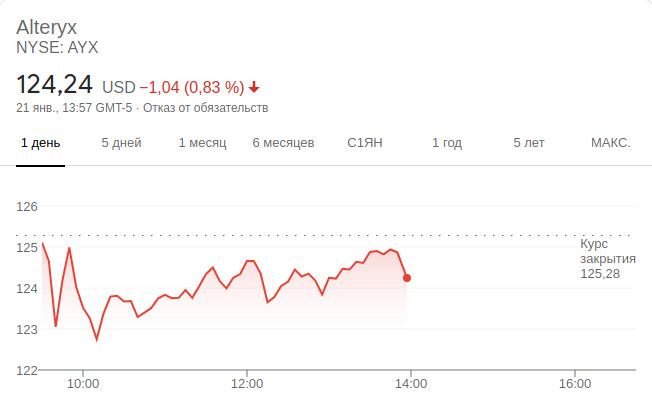 Alteryx
NYSE: AYX
124,24 USD −1,04 (0,83 %)
21 янв., 13:57 GMT-5 · Отказ от обязательств
1 день 5 дней 1 месяц 6 месяцев С1ЯН 1 год 5 лет МАКС.
126
125
124
123
122
Курс
закрытия
125,28
10:00 12:00 14:00 16:00